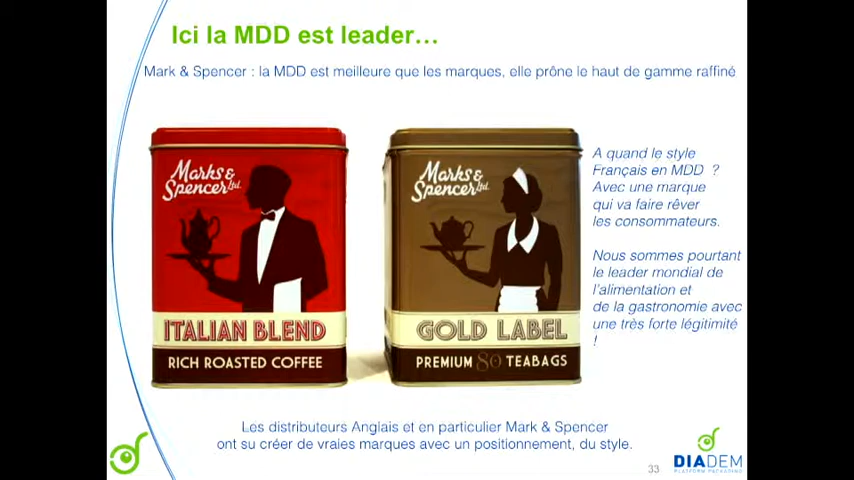 Ici la MDD est leader…
Mark & Spencer : la MDD est meilleure que les marques, elle prône le haut de gamme raffiné
Marks &
Spencer Ltd.
ITALIAN BLEND
RICH ROASTED COFFEE
Marks &
Spencer Ltd.
GOLD LABEL
PREMIUM 80 TEABAGS
A quand le style
Français en MDD ?
Avec une marque
qui va faire rêver
les consommateurs.
Nous sommes pourtant
le leader mondial de
l'alimentation et
de la gastronomie avec
une très forte légitimité
!
Les distributeurs Anglais et en particulier Mark & Spencer
ont su créer de vraies marques avec un positionnement, du style.
33
DIADEM
PLATFORM PACKAGING